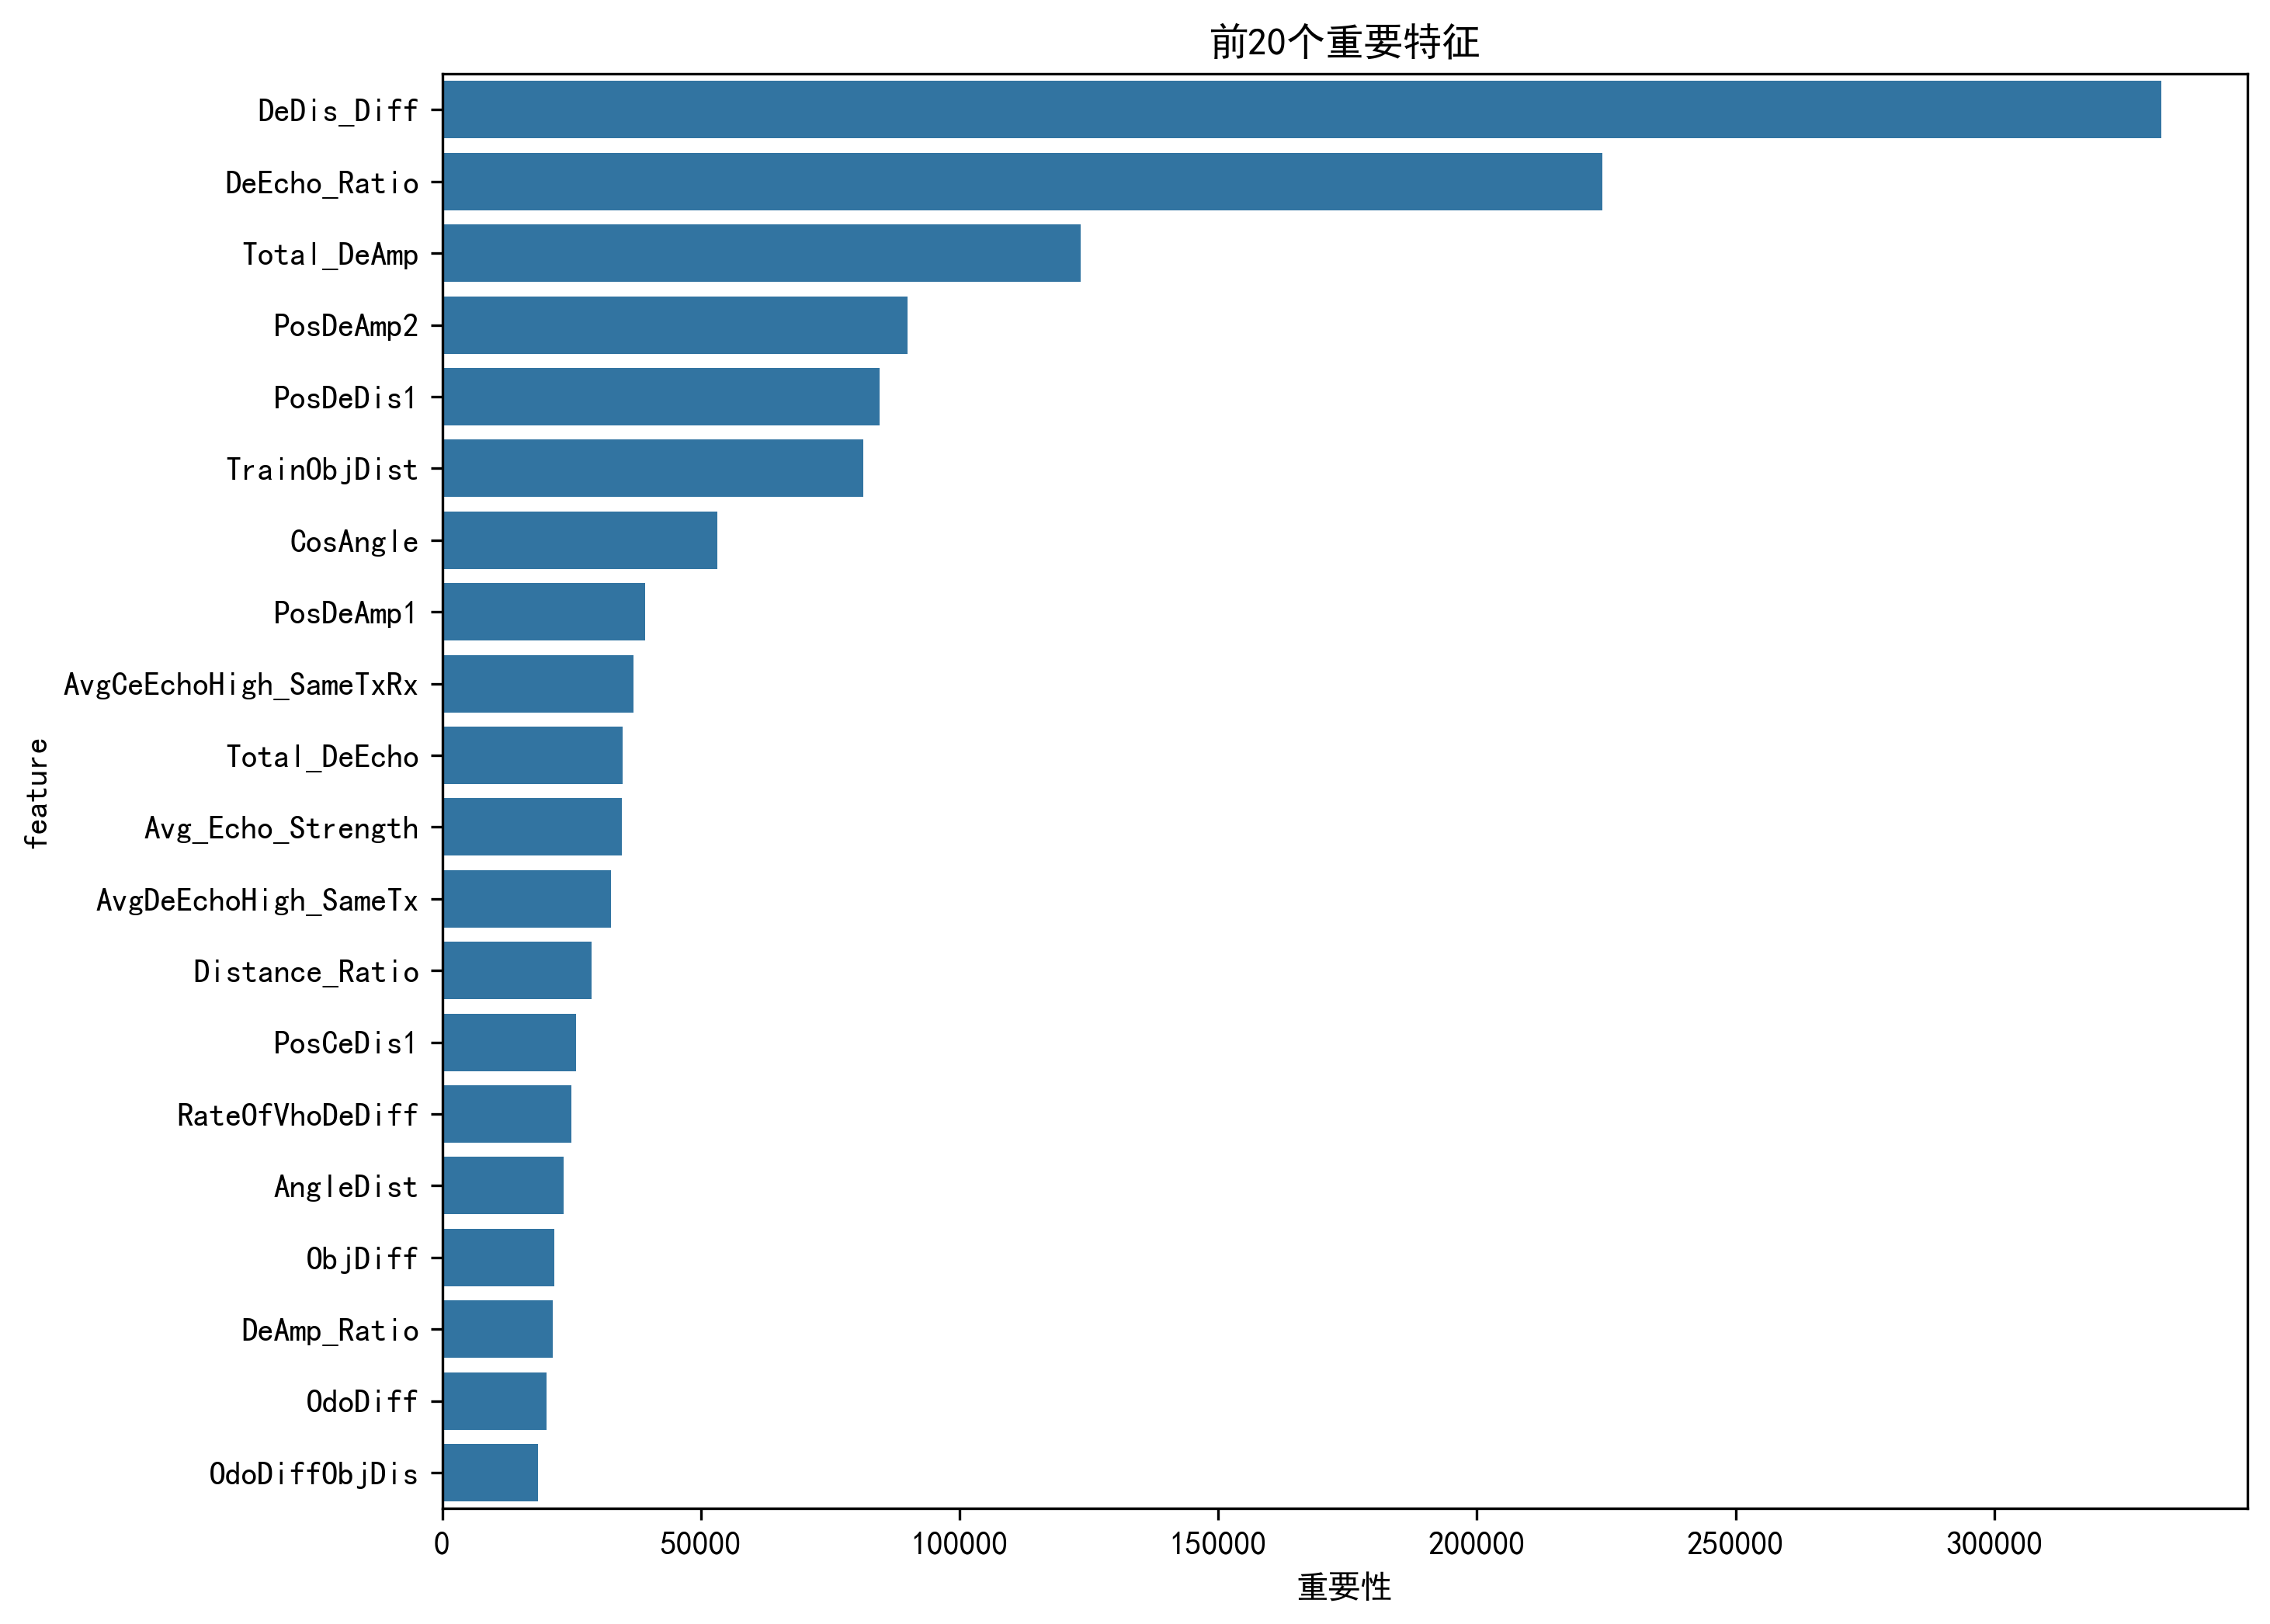 前20个重要特征
DeDis_Diff
DeEcho_Ratio
Total_DeAmp
PosDeAmp2
PosDeDis1
TrainObjDist
CosAngle
PosDeAmp1
AvgCeEchoHigh_SameTxRx
Total_DeEcho
Avg_Echo_Strength
AvgDeEchoHigh_SameTx
Distance_Ratio
PosCeDis1
RateOfVhoDeDiff
AngleDist
ObjDiff
DeAmp_Ratio
OdoDiff
OdoDiffObjDis
feature
0 50000 100000 150000 200000 250000 300000
重要性